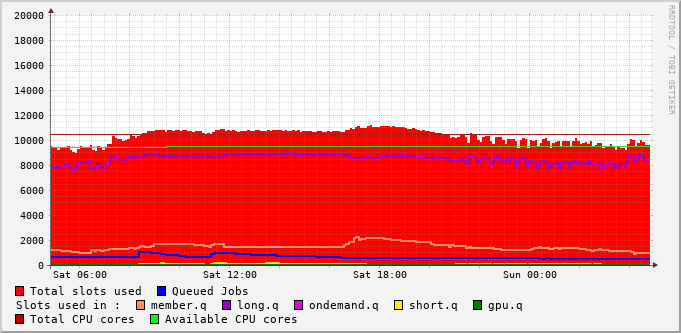 20000
18000
16000
14000
12000
10000
8000
6000
4000
2000
0
Sat 06:00 Sat 12:00 Sat 18:00 Sun 00:00
RRDTOOL / TOBI OETIKER
Total slots used Queued Jobs
Slots used in : member.q long.q ondemand.q short.q gpu.q
Total CPU cores Available CPU cores